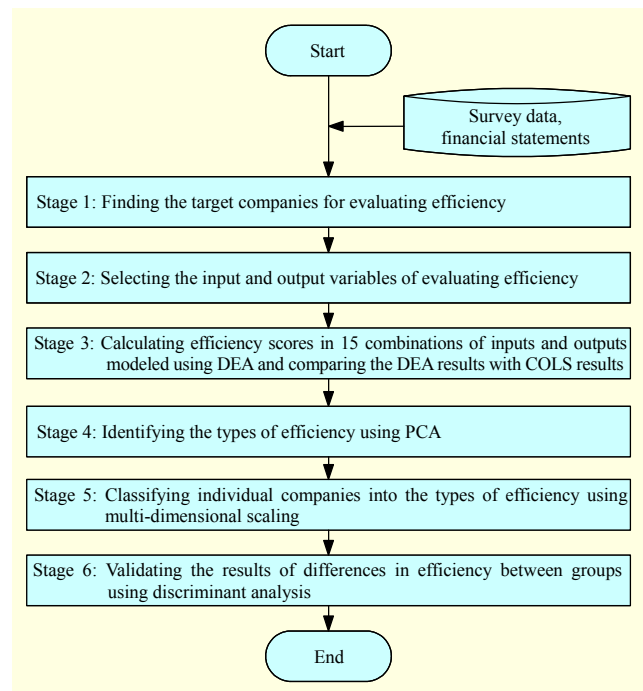 Start
Survey data,
financial statements
Stage 1: Finding the target companies for evaluating efficiency
Stage 2: Selecting the input and output variables of evaluating efficiency
Stage 3: Calculating efficiency scores in 15 combinations of inputs and outputs
modeled using DEA and comparing the DEA results with COLS results
Stage 4: Identifying the types of efficiency using PCA
Stage 5: Classifying individual companies into the types of efficiency using
multi-dimensional scaling
Stage 6: Validating the results of differences in efficiency between groups
using discriminant analysis
End